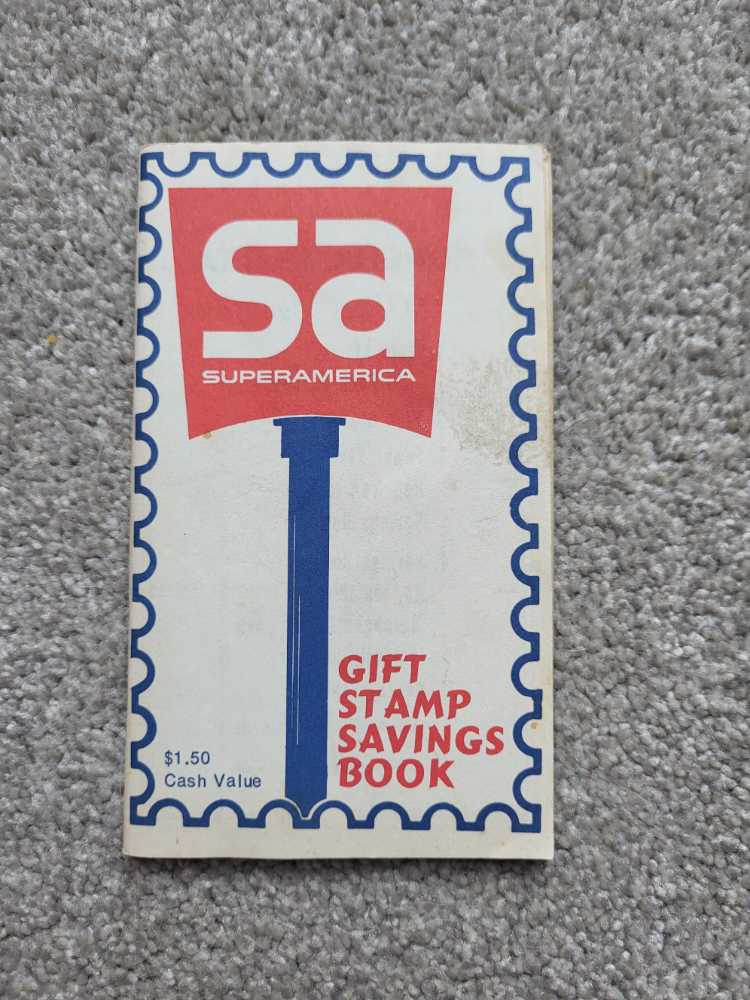 sa
SUPERAMERICA
GIFT
STAMP
SAVINGS
BOOK
$1.50
Cash Value